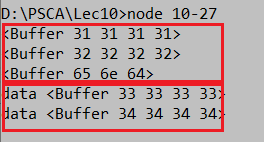 D:\PSCA\Lec10>node 10-27
<Buffer 31 31 31 31>
<Buffer 32 32 32 32>
<Buffer 65 6e 64>
data <Buffer 33 33 33 33>
data <Buffer 34 34 34 34>